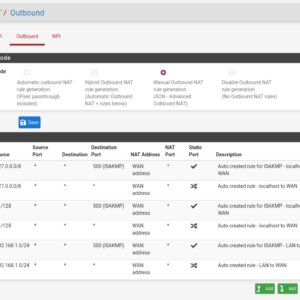 / Outbound
Outbound
NPt
ode
de
Automatic outbound NAT
rule generation.
(IPsec passthrough
included)
Hybrid Outbound NAT
rule generation.
(Automatic Outbound
NAT + rules below)
Manual Outbound NAT
rule generation.
(AON - Advanced
Outbound NAT)
Disable Outbound NAT
rule generation.
(No Outbound NAT rules)
Save
ource
Source
Port
Destination
Destination
Port
NAT Address
NAT
Port
Static
Port
Description
27.0.0.0/8 * * 500 (ISAKMP) WAN address * Auto created rule for ISAKMP - localhost
WAN
27.0.0.0/8 * * * WAN address * Auto created rule - localhost to WAN
1/128 * * 500 (ISAKMP) WAN address * Auto created rule for ISAKMP - localhost
WAN
1/128 * * * WAN address * Auto created rule - localhost to WAN
92.168.1.0/24 * * 500 (ISAKMP) WAN address * Auto created rule for ISAKMP - LAN to
92.168.1.0/24 * * * WAN address * Auto created rule - LAN to WAN
Add
Add